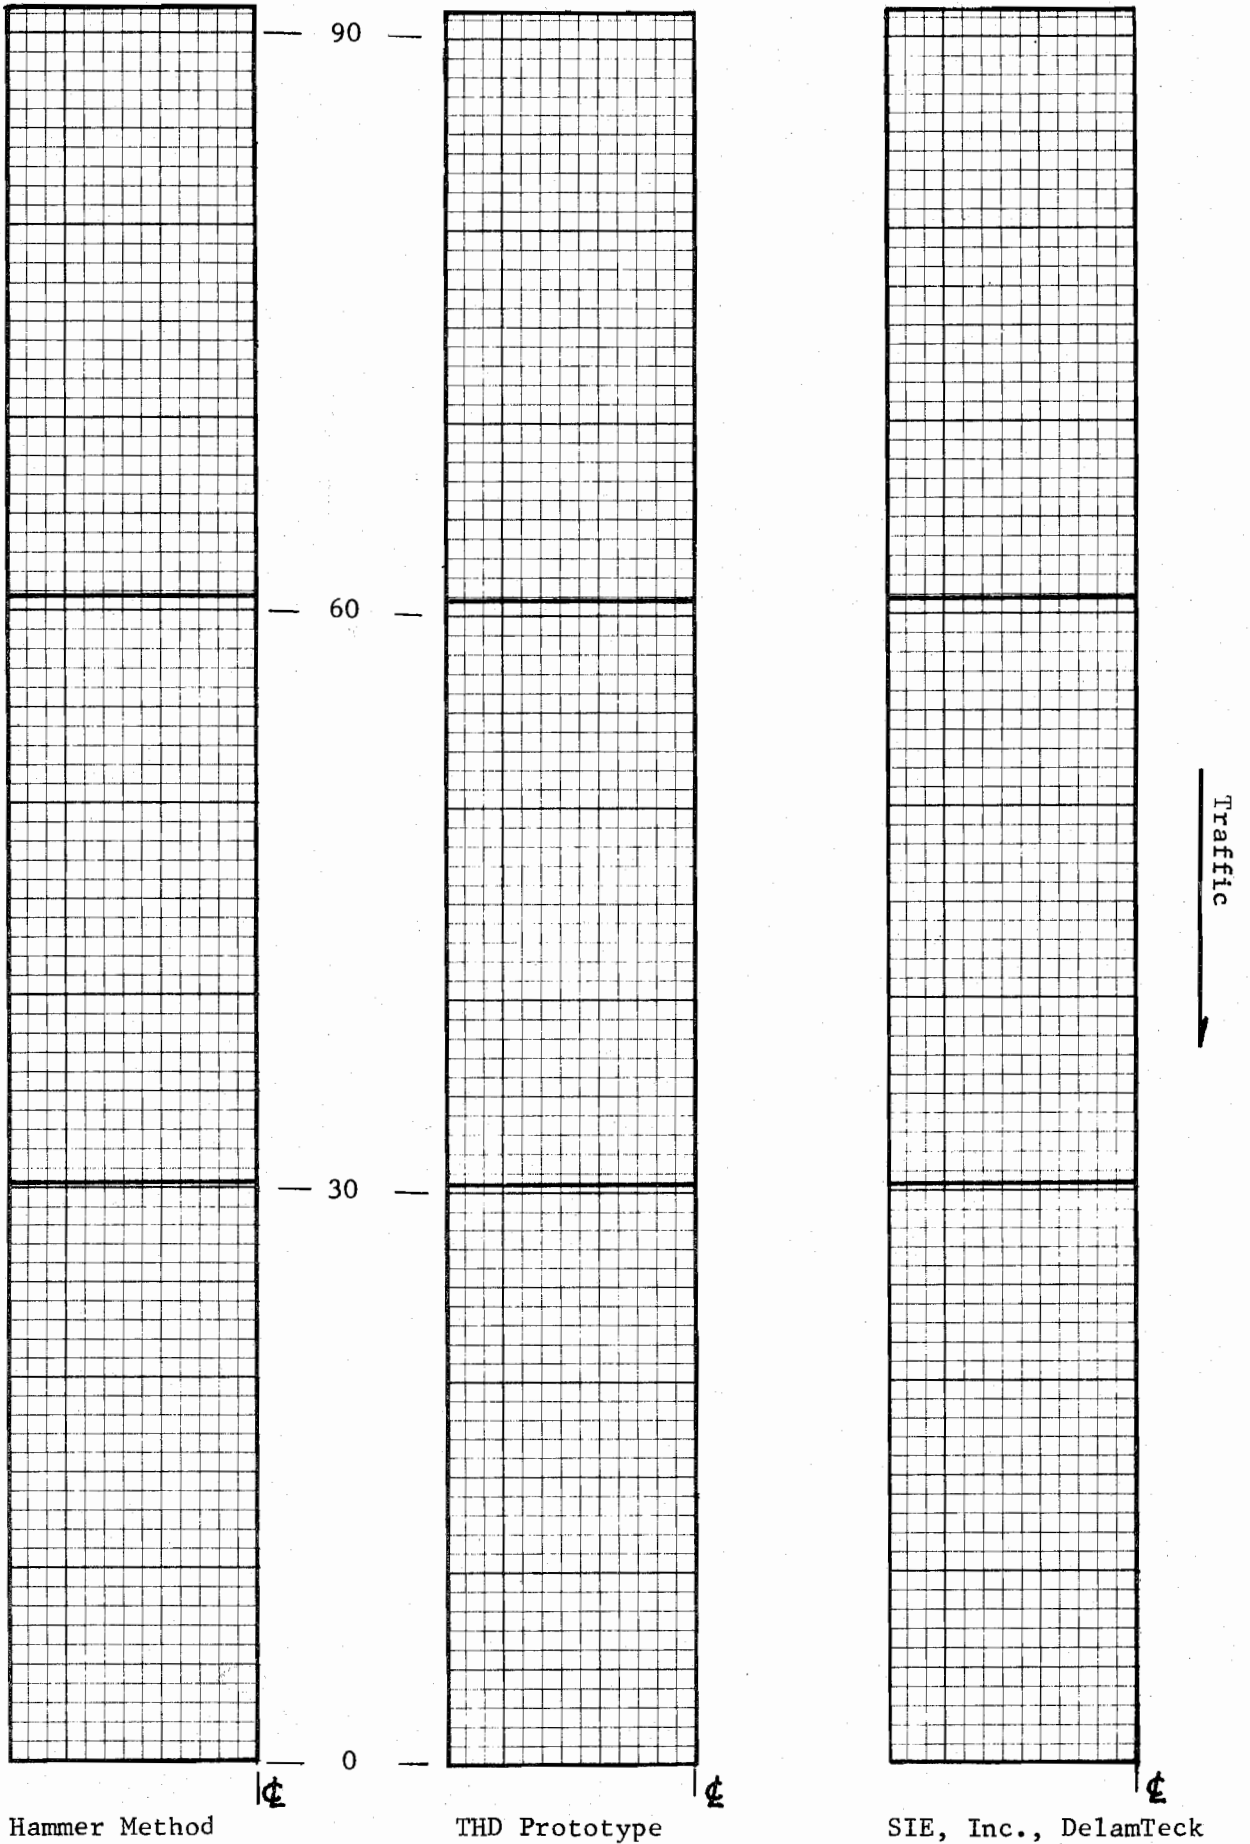 — 90 —
— 60 —
Traffic
— 30 —
— 0 —
℄ ℄ ℄
Hammer Method THD Prototype SIE, Inc., DelamTeck